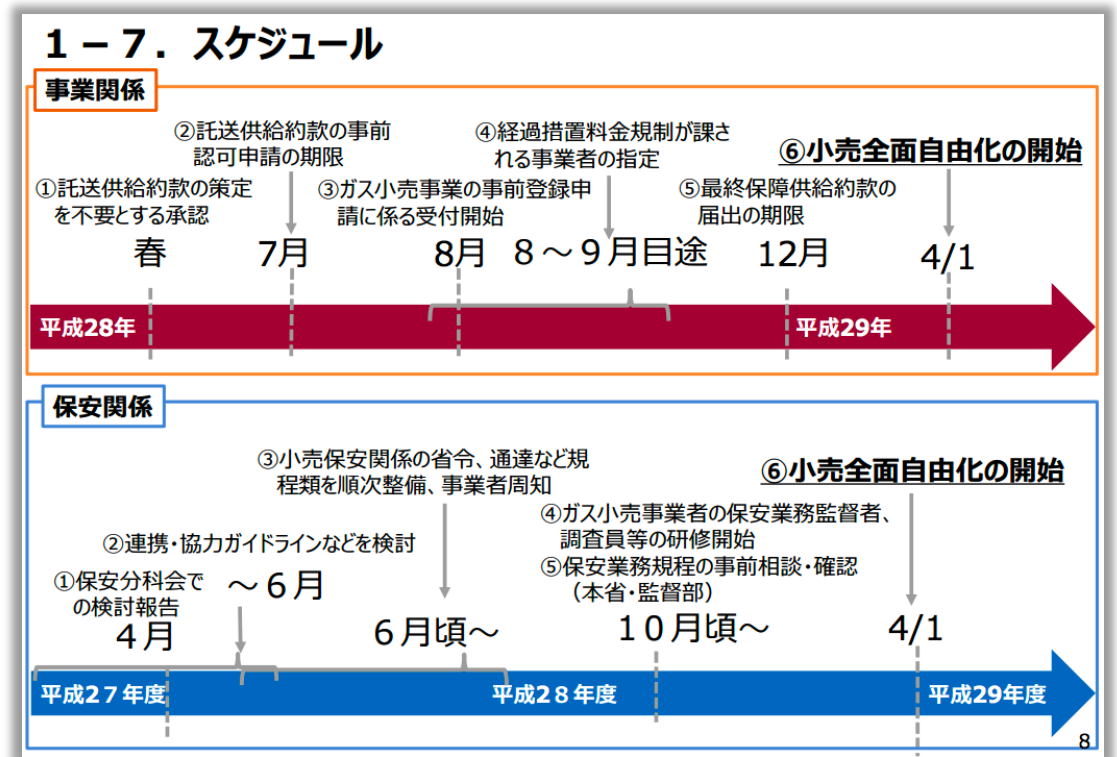 １－７．スケジュール
事業関係
②託送供給約款の事前
認可申請の期限
④経過措置料金規制が課さ
れる事業者の指定
⑥小売全面自由化の開始
①託送供給約款の策定
を不要とする承認
③ガス小売事業の事前登録申
請に係る受付開始
⑤最終保障供給約款の
届出の期限
春
7月
8月
８～９月目途
12月
4/1
平成28年
平成29年
保安関係
③小売保安関係の省令、通達など規
程類を順次整備、事業者周知
⑥小売全面自由化の開始
②連携・協力ガイドラインなどを検討
④ガス小売事業者の保安業務監督者、
調査員等の研修開始
①保安分科会で
の検討報告
～６月
⑤保安業務規程の事前相談・確認
（本省・監督部）
４月
６月頃～
１０月頃～
4/1
平成2７年度
平成2８年度
平成29年度
8